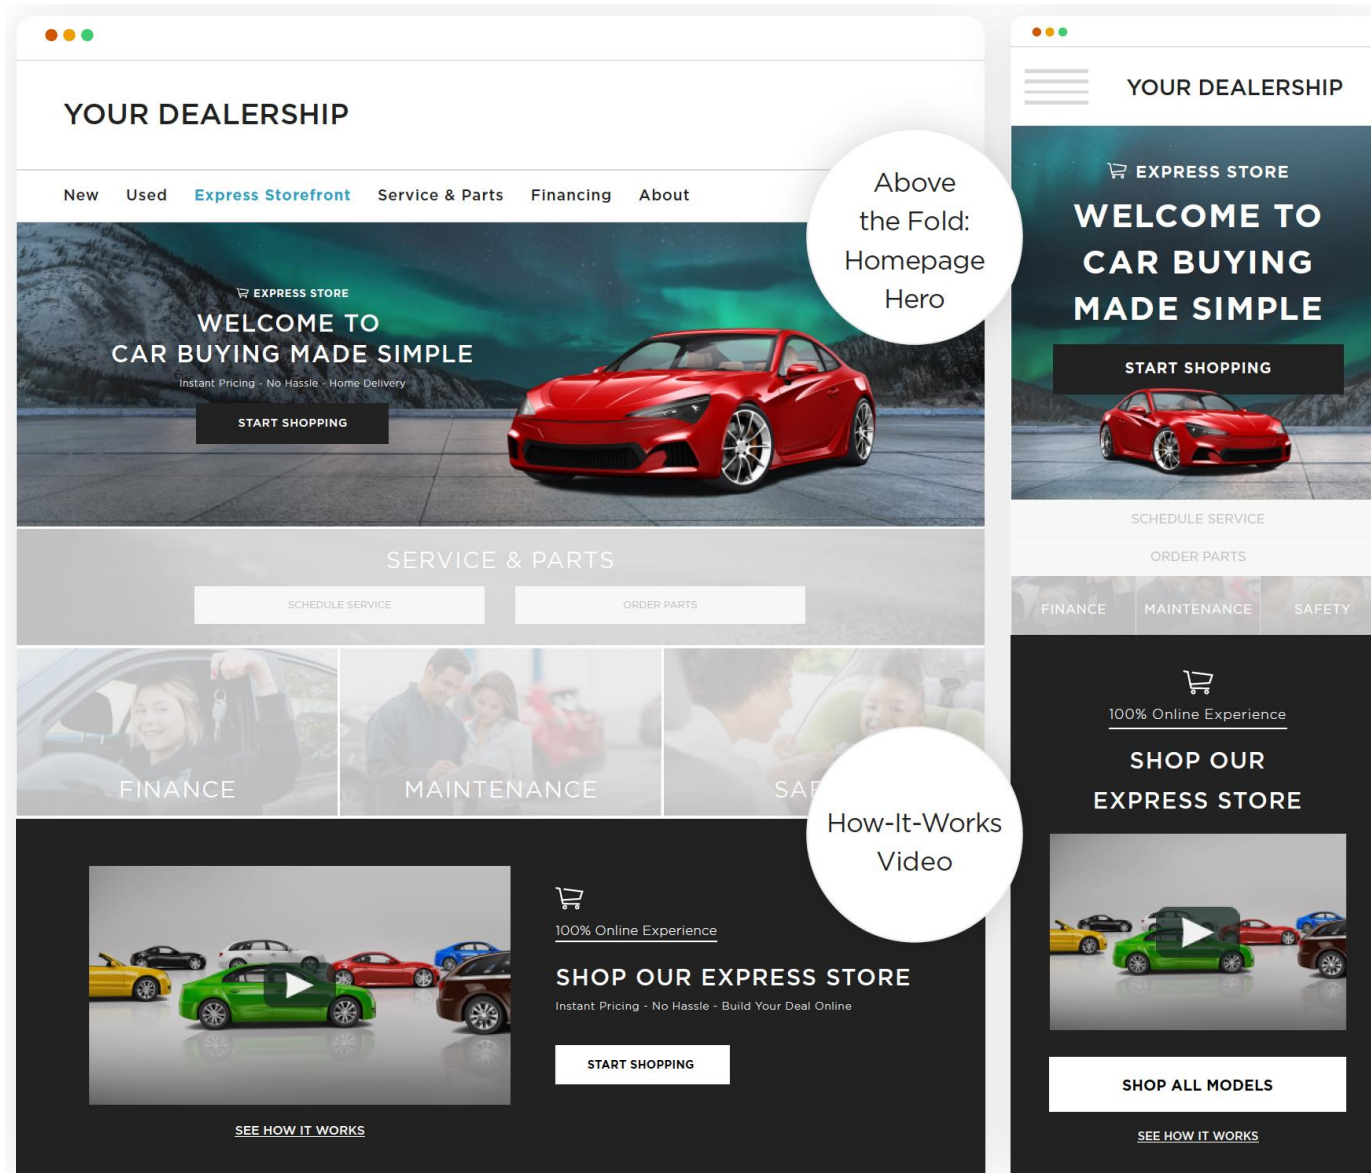 YOUR DEALERSHIP
New Used Express Storefront Service & Parts Financing About
EXPRESS STORE
WELCOME TO
CAR BUYING MADE SIMPLE
Instant Pricing - No Hassle - Home Delivery
START SHOPPING
Above
the Fold:
Homepage
Hero
SERVICE & PARTS
SCHEDULE SERVICE
ORDER PARTS
FINANCE
MAINTENANCE
How-It-Works
Video
100% Online Experience
SHOP OUR EXPRESS STORE
Instant Pricing - No Hassle - Build Your Deal Online
START SHOPPING
SEE HOW IT WORKS
YOUR DEALERSHIP
EXPRESS STORE
WELCOME TO
CAR BUYING
MADE SIMPLE
START SHOPPING
SCHEDULE SERVICE
ORDER PARTS
FINANCE MAINTENANCE SAFETY
100% Online Experience
SHOP OUR
EXPRESS STORE
SHOP ALL MODELS
SEE HOW IT WORKS